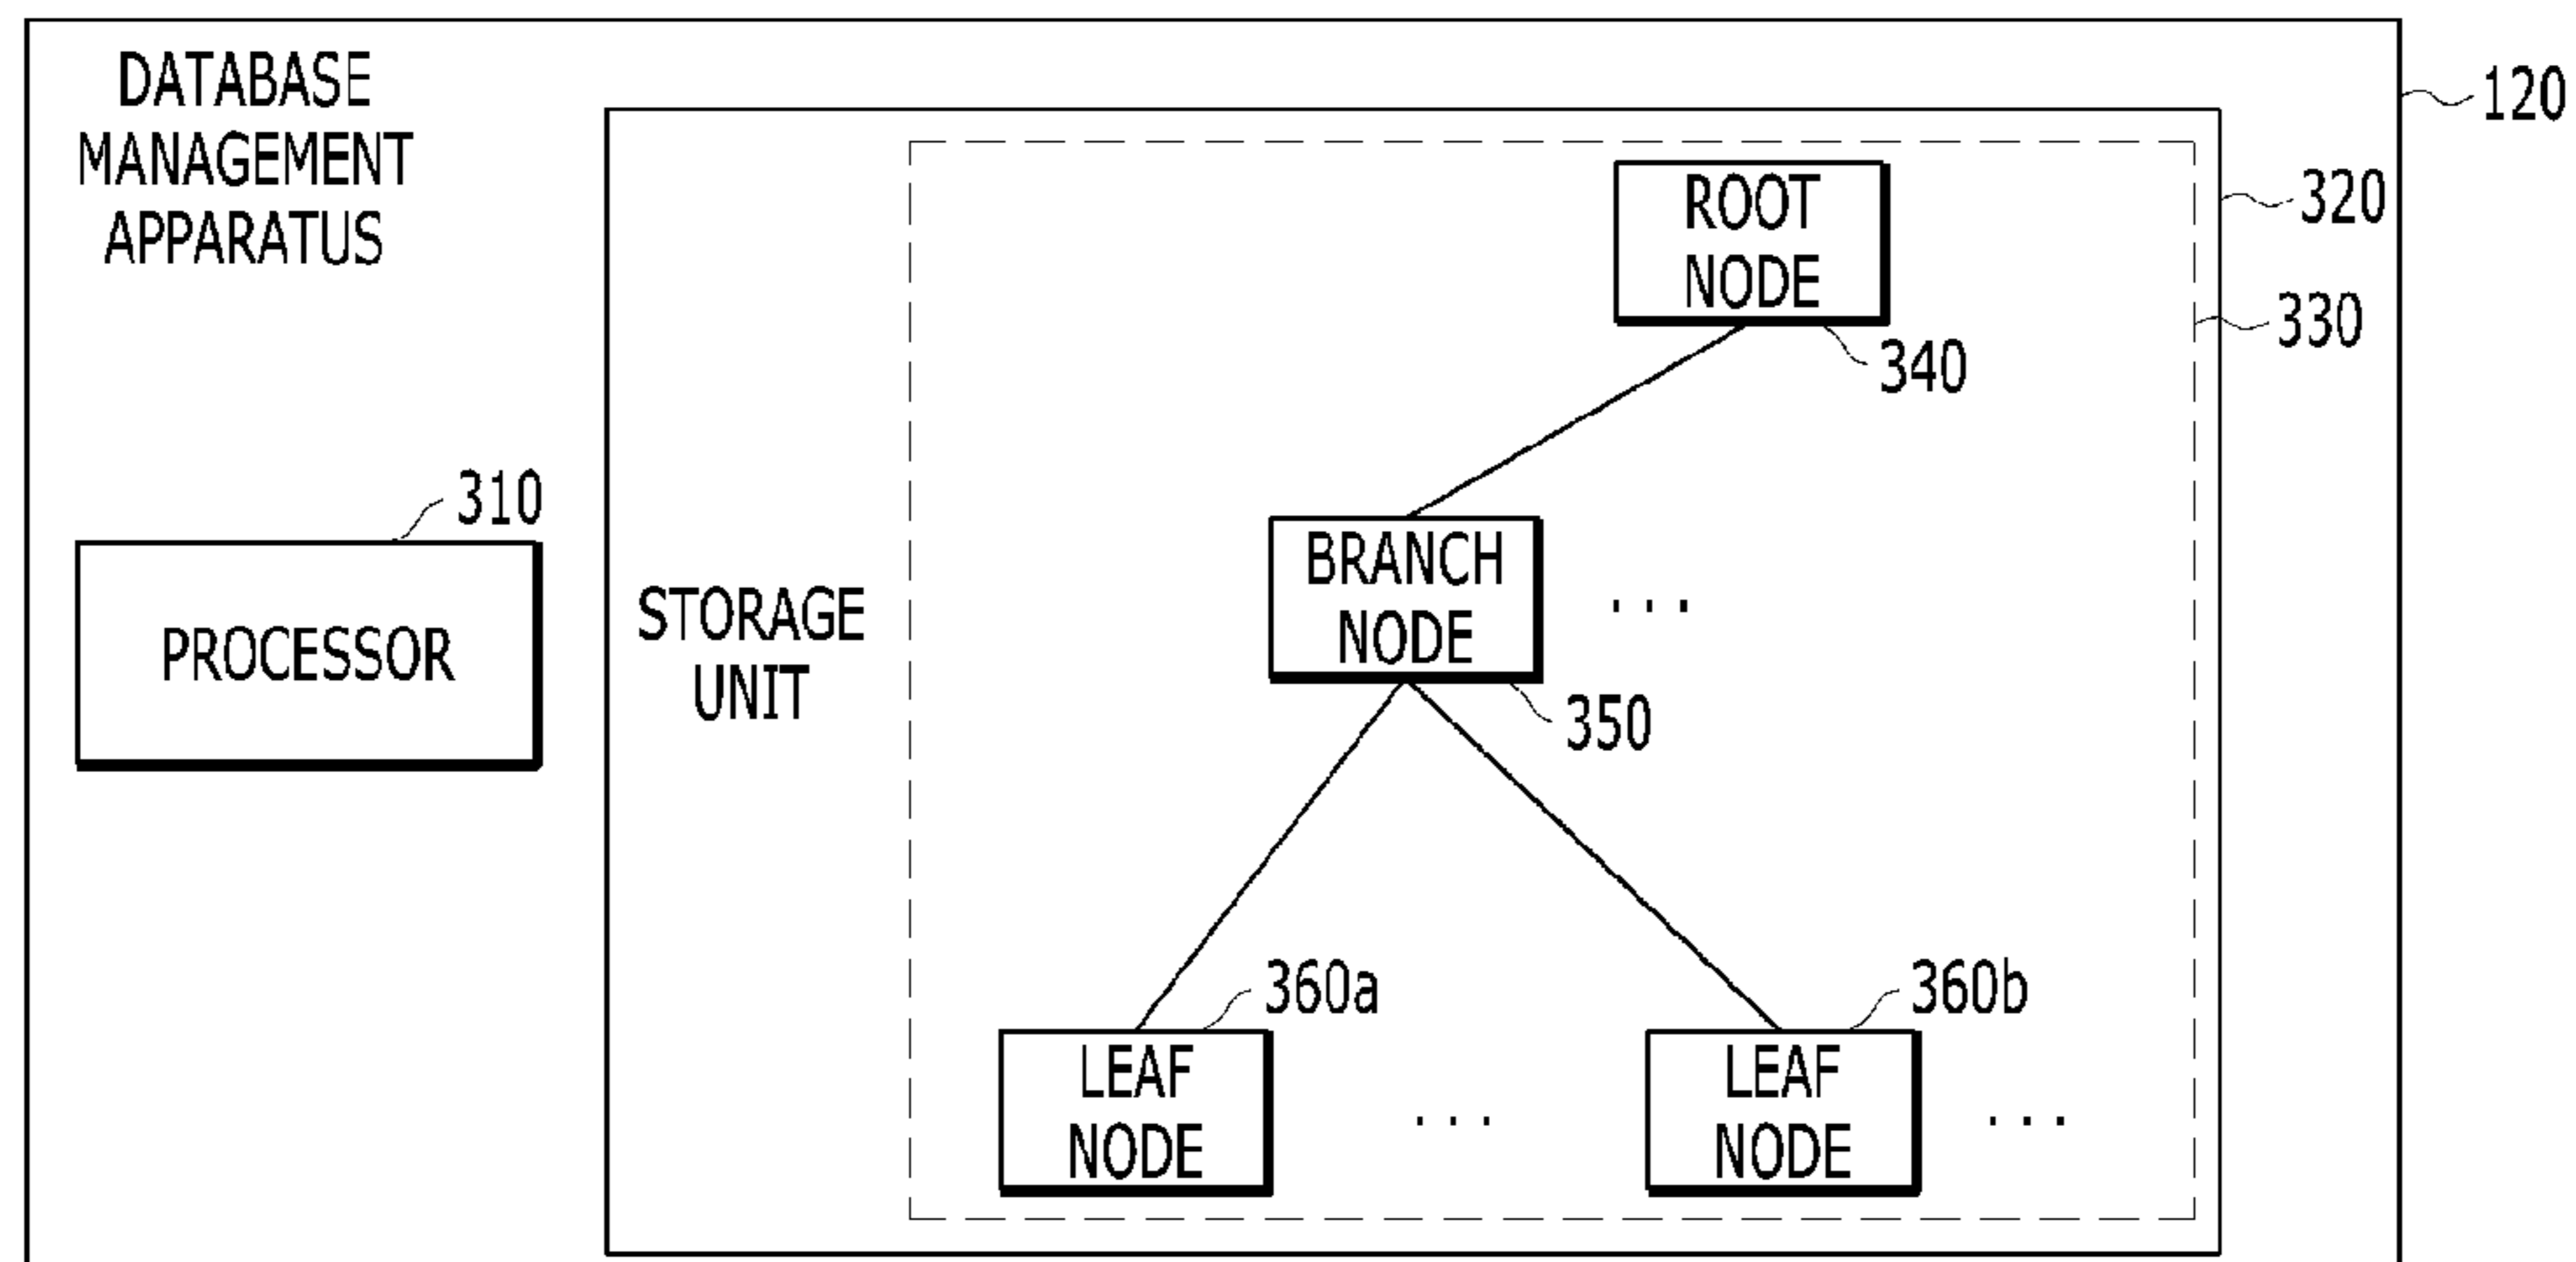 DATABASE
MANAGEMENT
APPARATUS
120
320
330
ROOT
NODE
340
310
PROCESSOR
STORAGE
UNIT
BRANCH
NODE
...
350
360a
360b
LEAF
NODE
...
LEAF
NODE
...